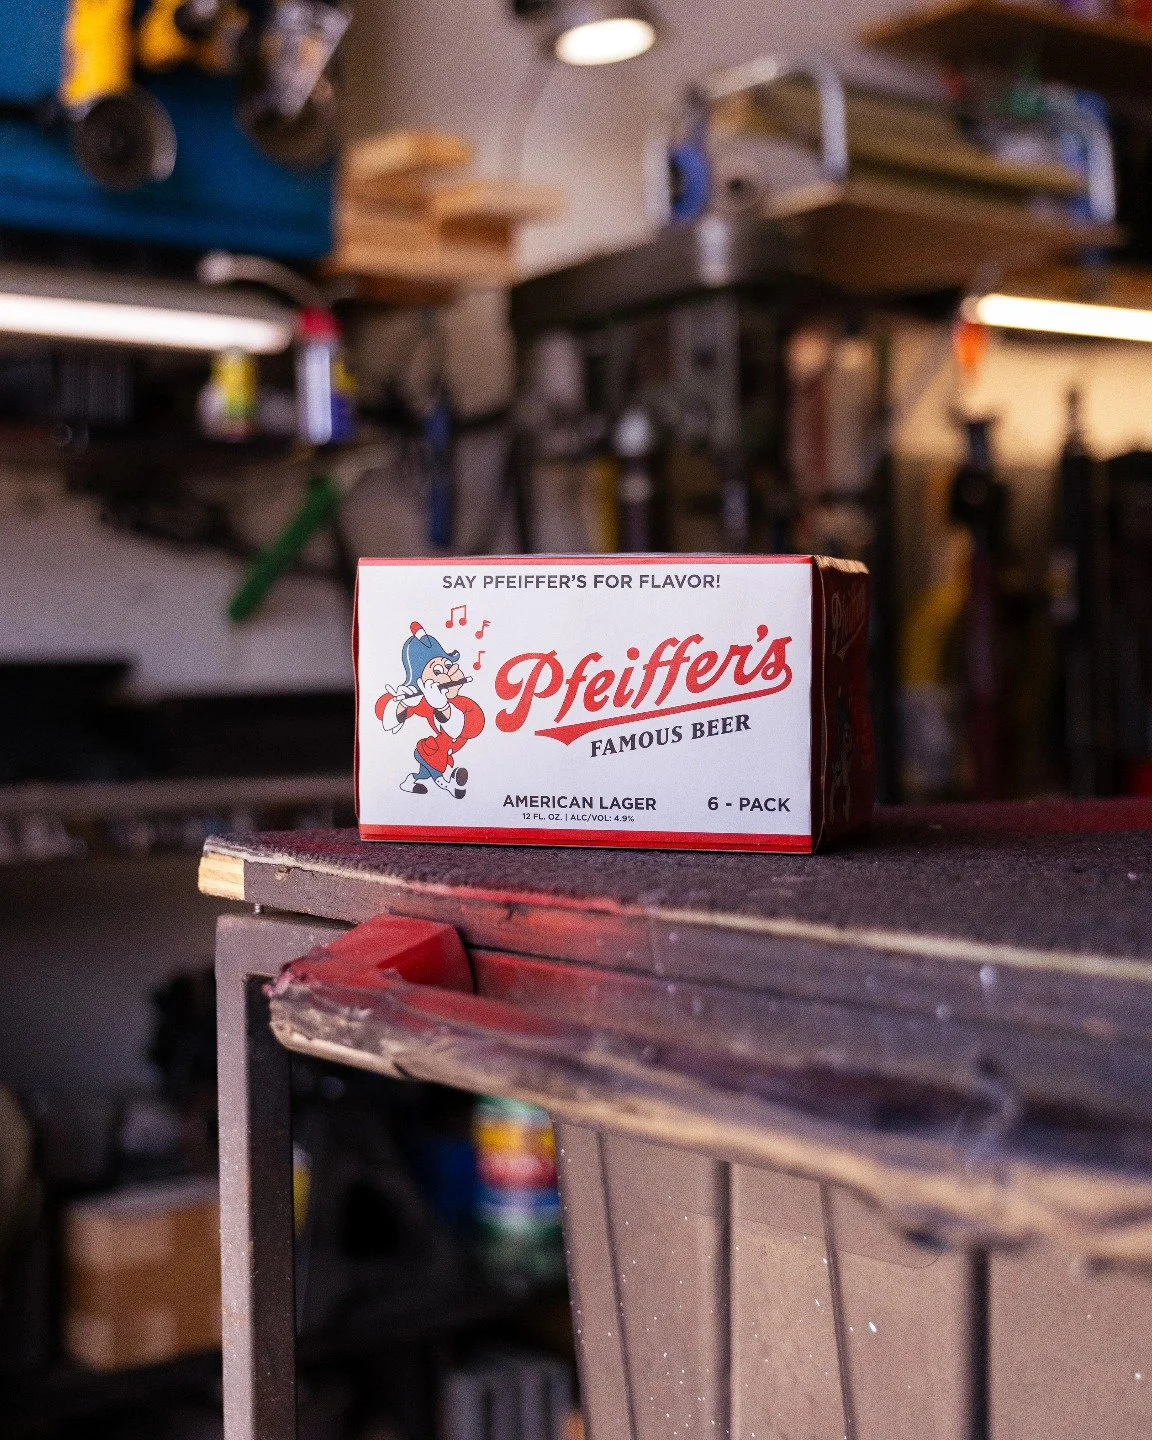 SAY PFEIFFER'S FOR FLAVOR!
Pfeiffer's
FAMOUS BEER
AMERICAN LAGER
6 - PACK
12 FL. OZ. | ALC/VOL: 4.9%